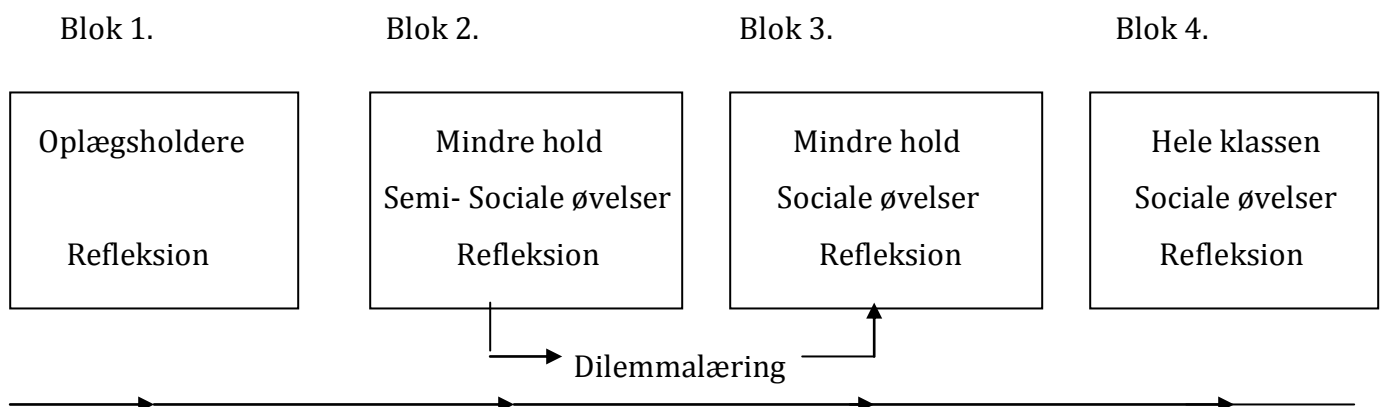 Blok 1.
Blok 2.
Blok 3.
Blok 4.
Oplægsholdere
Refleksion
Mindre hold
Semi- Sociale øvelser
Refleksion
Mindre hold
Sociale øvelser
Refleksion
Hele klassen
Sociale øvelser
Refleksion
Dilemmalæring